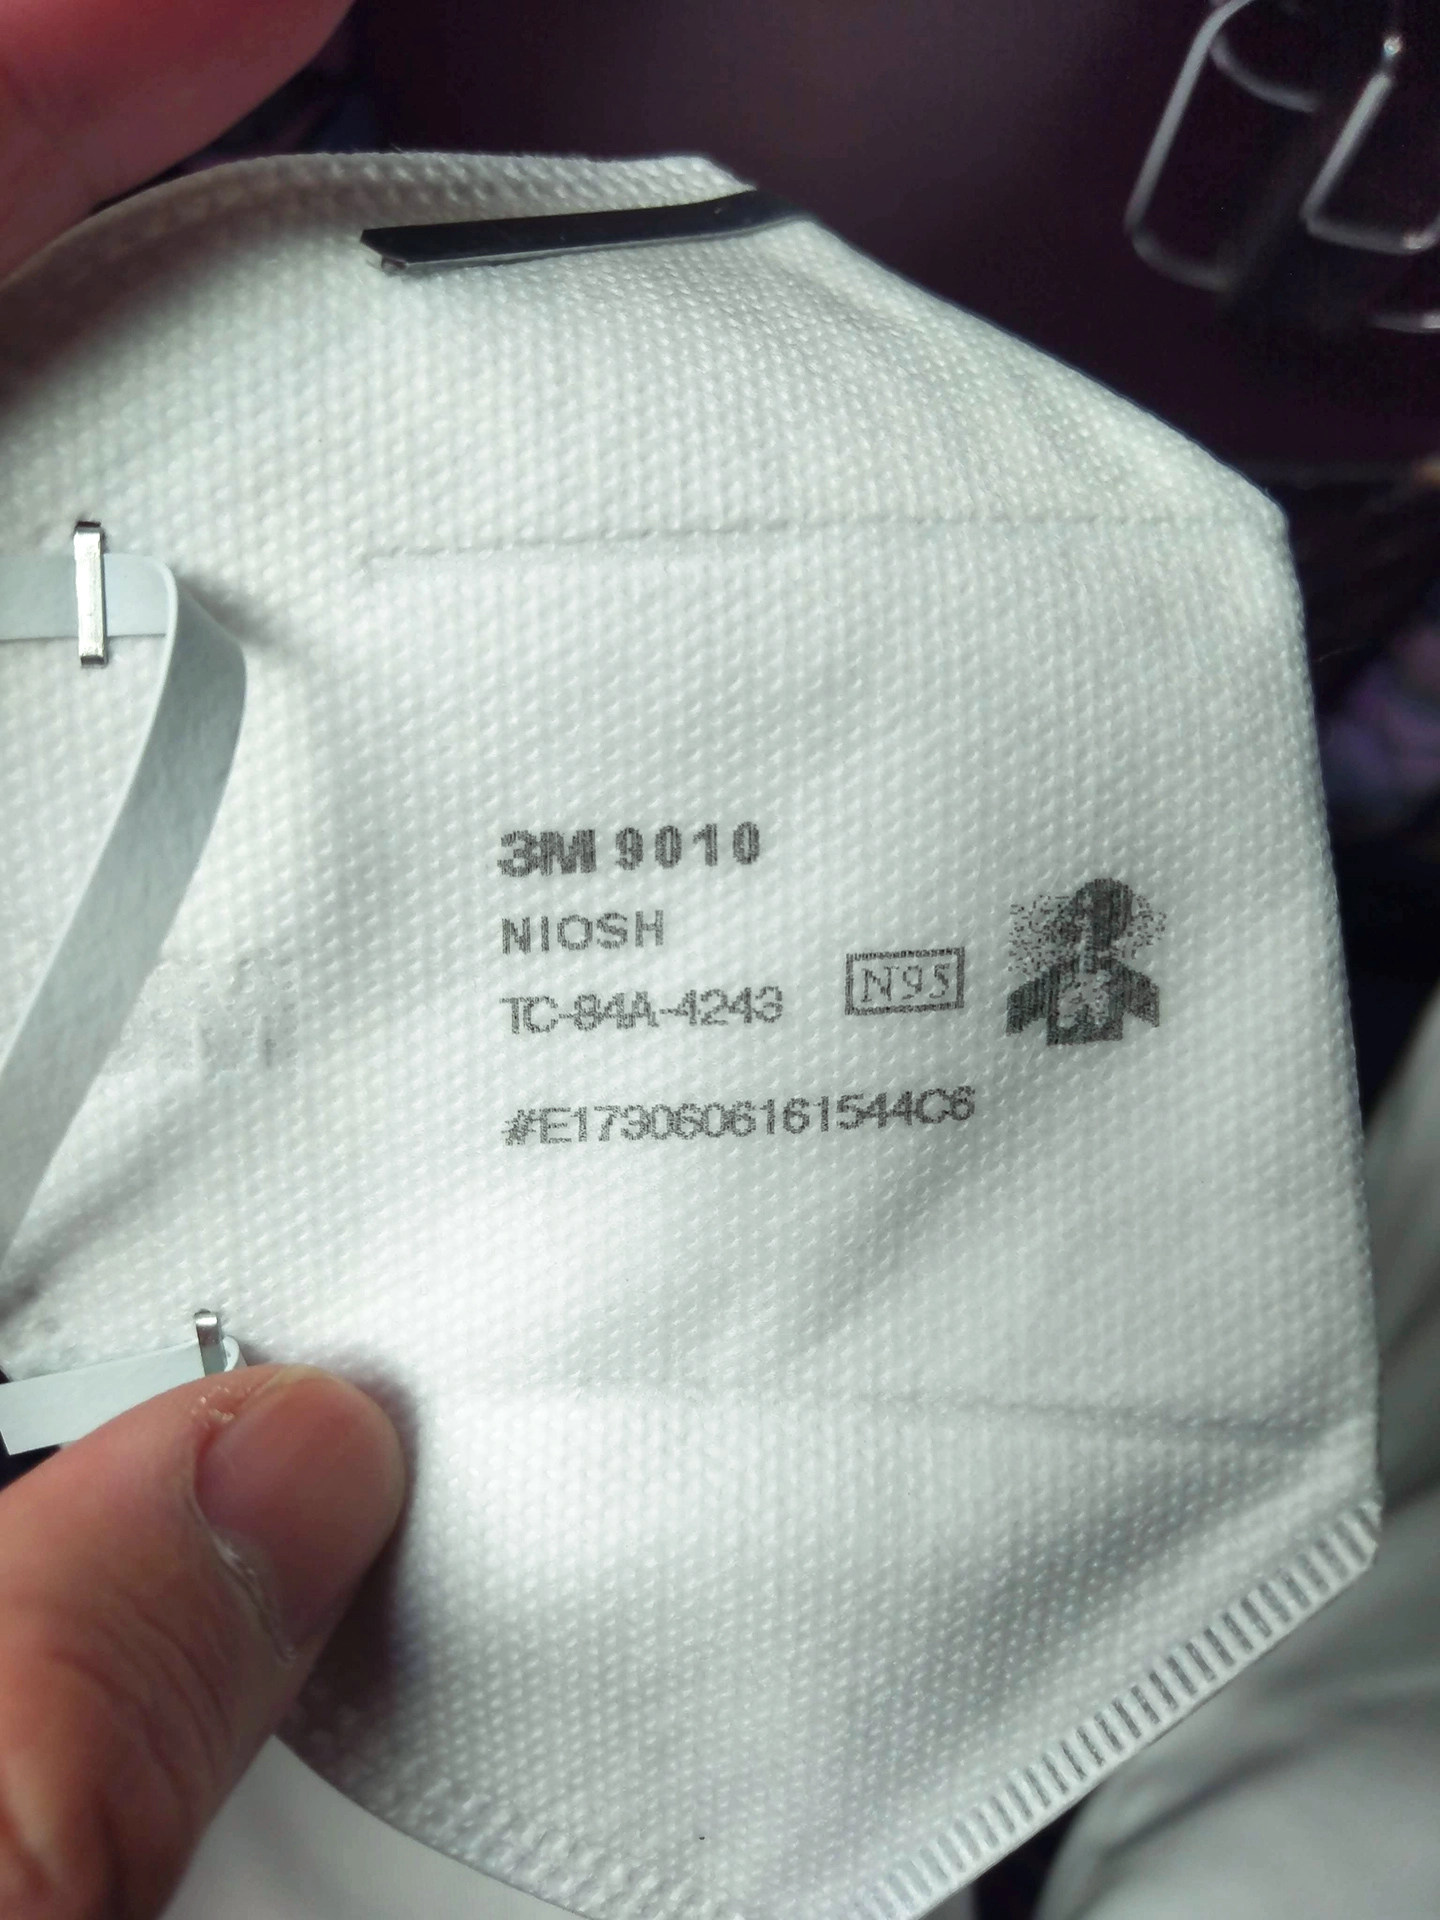 3M 9010
NIOSH
TC-84A-4243 N95
#E1730606161544C6